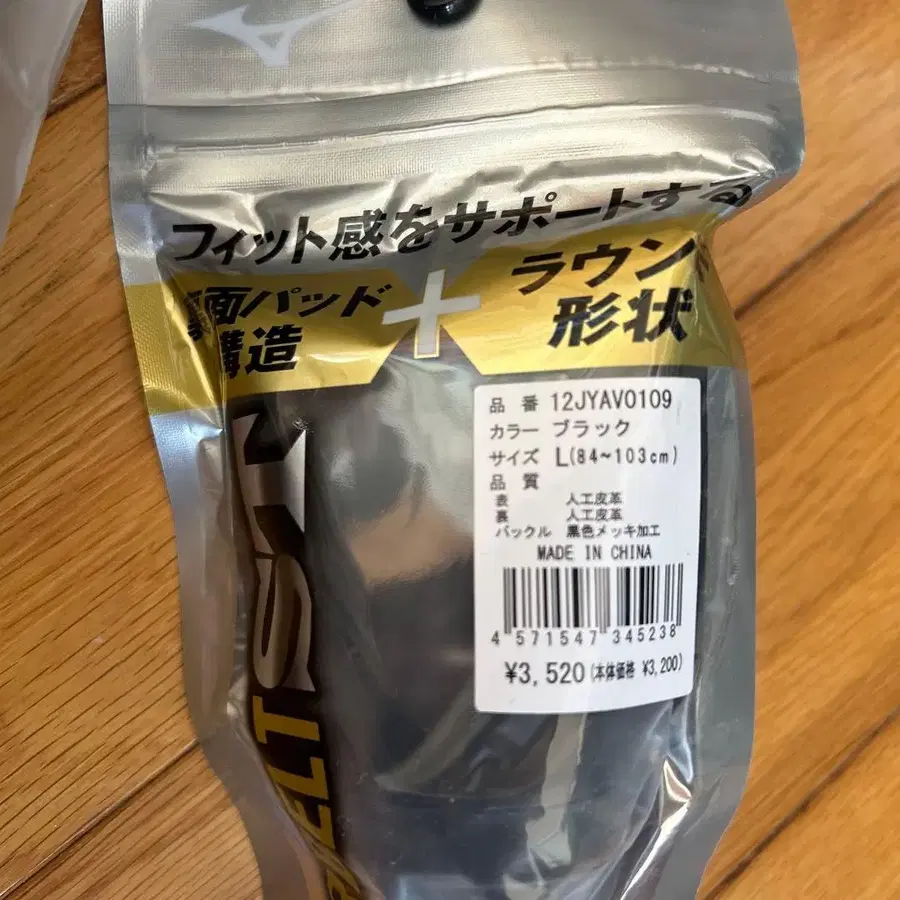 フィット感をサポートする
裏面パッド
構造
+
ラウンド
形状
品番 12JYAV0109
カラー ブラック
サイズ L(84~103cm)
品質
表 人工皮革
裏 人工皮革
バックル 黒色メッキ加工
MADE IN CHINA
4 571547 345238
¥3,520(本体価格 ¥3,200)
BELT